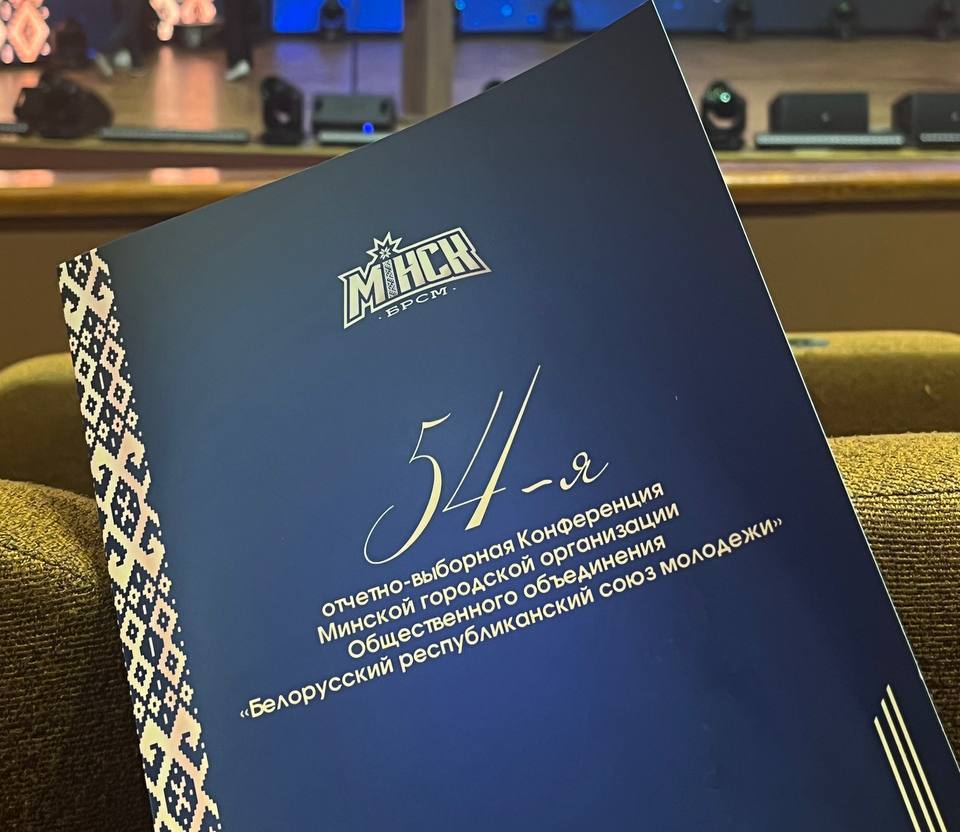 МІНСК
· БРСМ ·
54-я
отчетно-выборная Конференция
Минской городской организации
Общественного объединения
«Белорусский республиканский союз молодежи»